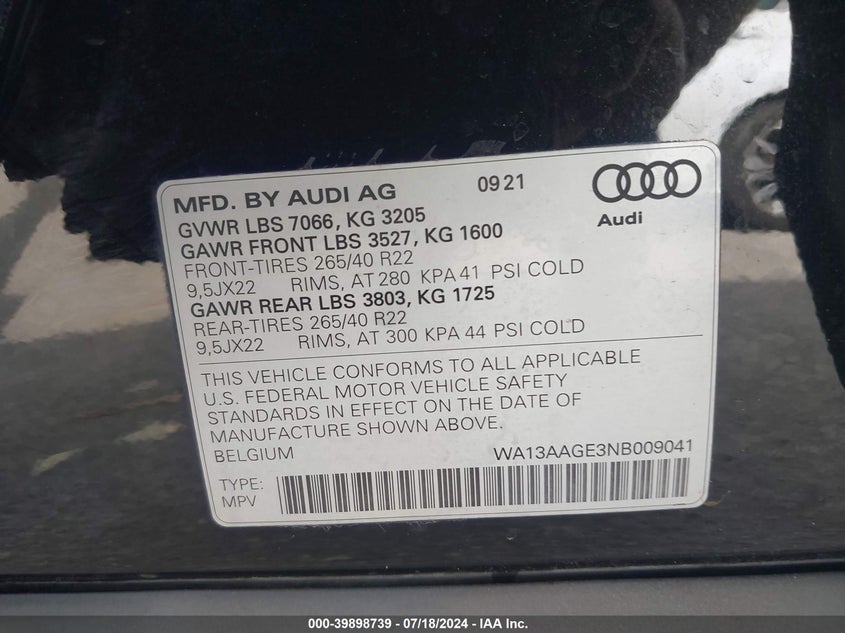 MFD. BY AUDI AG 0921
Audi
GVWR LBS 7066, KG 3205
GAWR FRONT LBS 3527, KG 1600
FRONT-TIRES 265/40 R22
9,5JX22 RIMS, AT 280 KPA 41 PSI COLD
GAWR REAR LBS 3803, KG 1725
REAR-TIRES 265/40 R22
9,5JX22 RIMS, AT 300 KPA 44 PSI COLD
THIS VEHICLE CONFORMS TO ALL APPLICABLE
U.S. FEDERAL MOTOR VEHICLE SAFETY
STANDARDS IN EFFECT ON THE DATE OF
MANUFACTURE SHOWN ABOVE.
BELGIUM WA13AAGE3NB009041
TYPE:
MPV
000-39898739 / 07/18/2024 - IAA Inc.